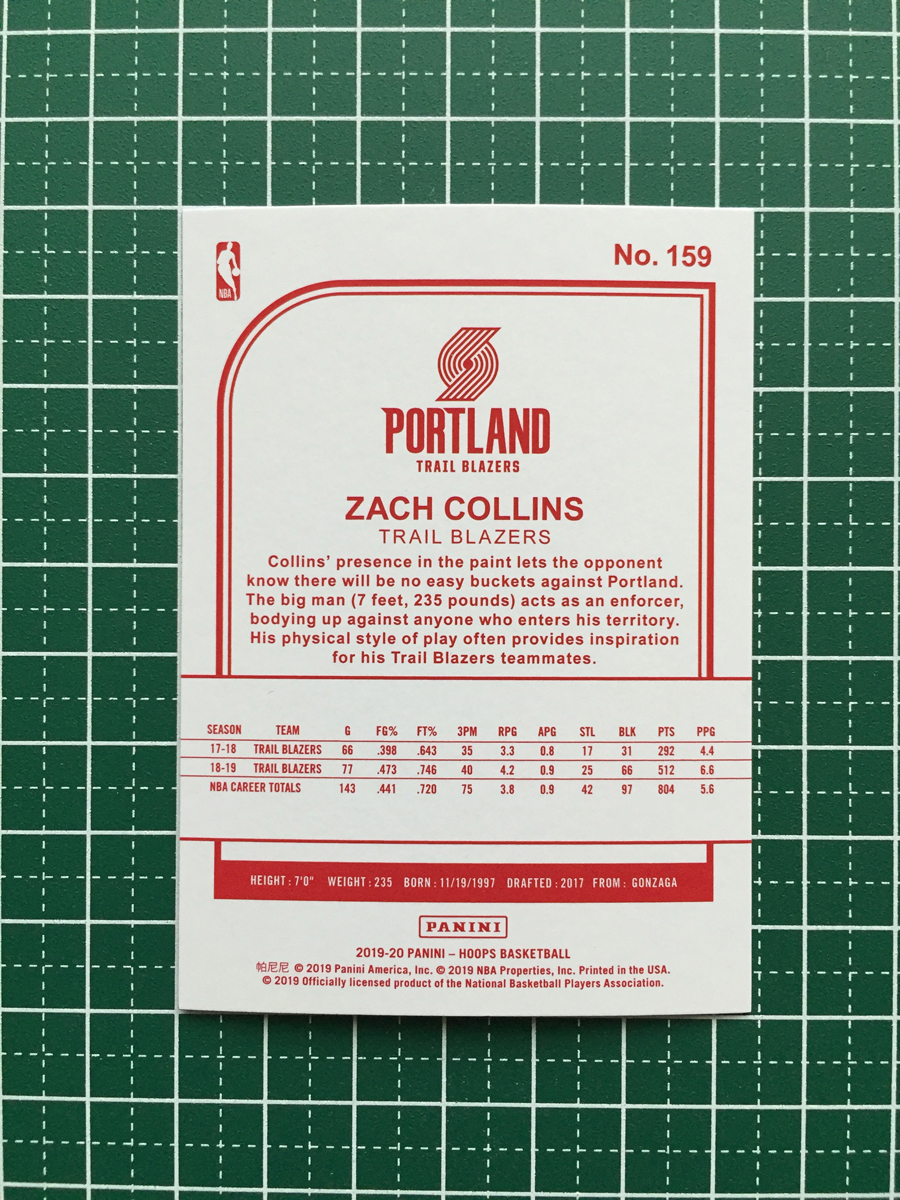 No. 159
NBA
PORTLAND
TRAIL BLAZERS
ZACH COLLINS
TRAIL BLAZERS
Collins’ presence in the paint lets the opponent
know there will be no easy buckets against Portland.
The big man (7 feet, 235 pounds) acts as an enforcer,
bodying up against anyone who enters his territory.
His physical style of play often provides inspiration
for his Trail Blazers teammates.
SEASON TEAM G FG% FT% 3PM RPG APG STL BLK PTS PPG
17-18 TRAIL BLAZERS 66 .398 .643 35 3.3 0.8 17 31 292 4.4
18-19 TRAIL BLAZERS 77 .473 .746 40 4.2 0.9 25 66 512 6.6
NBA CAREER TOTALS 143 .441 .720 75 3.8 0.9 42 97 804 5.6
HEIGHT: 7'0" WEIGHT: 235 BORN: 11/19/1997 DRAFTED: 2017 FROM: GONZAGA
PANINI
2019-20 PANINI – HOOPS BASKETBALL
帕尼尼 © 2019 Panini America, Inc. © 2019 NBA Properties, Inc. Printed in the USA.
© 2019 Officially licensed product of the National Basketball Players Association.